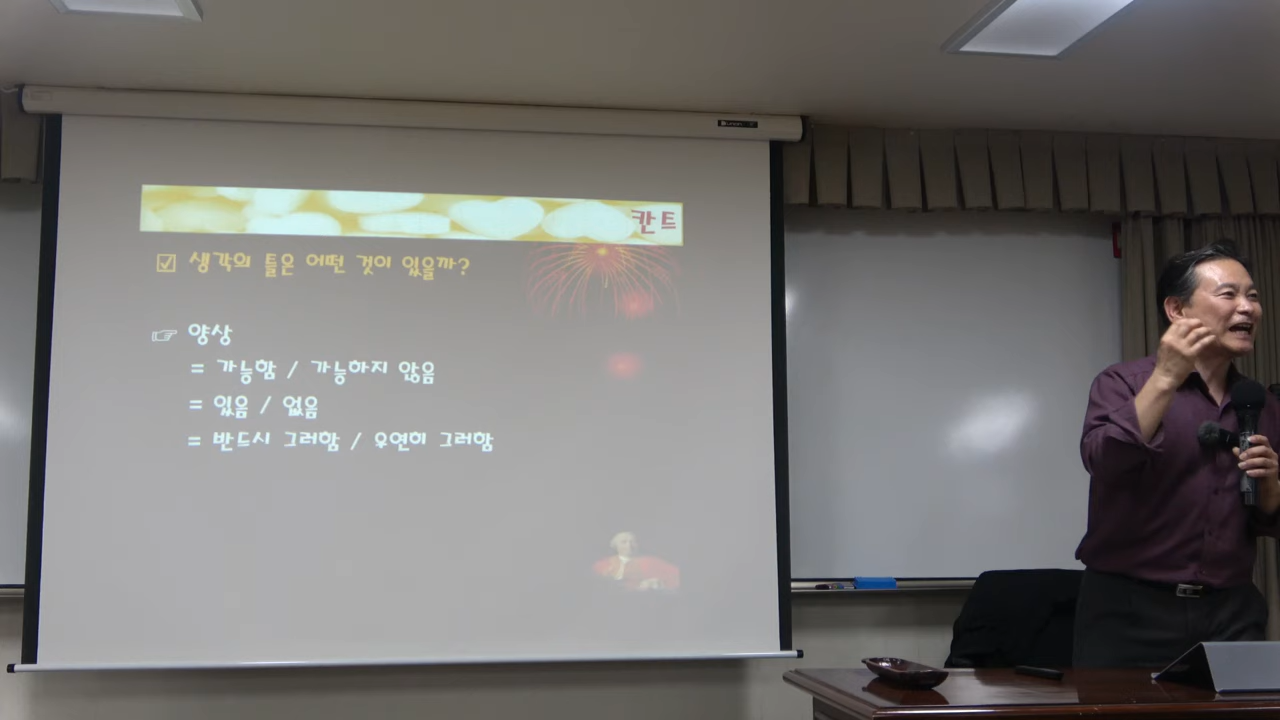 칸트
☑ 생각의 틀은 어떤 것이 있을까?
☞ 양상
= 가능함 / 가능하지 않음
= 있음 / 없음
= 반드시 그러함 / 우연히 그러함